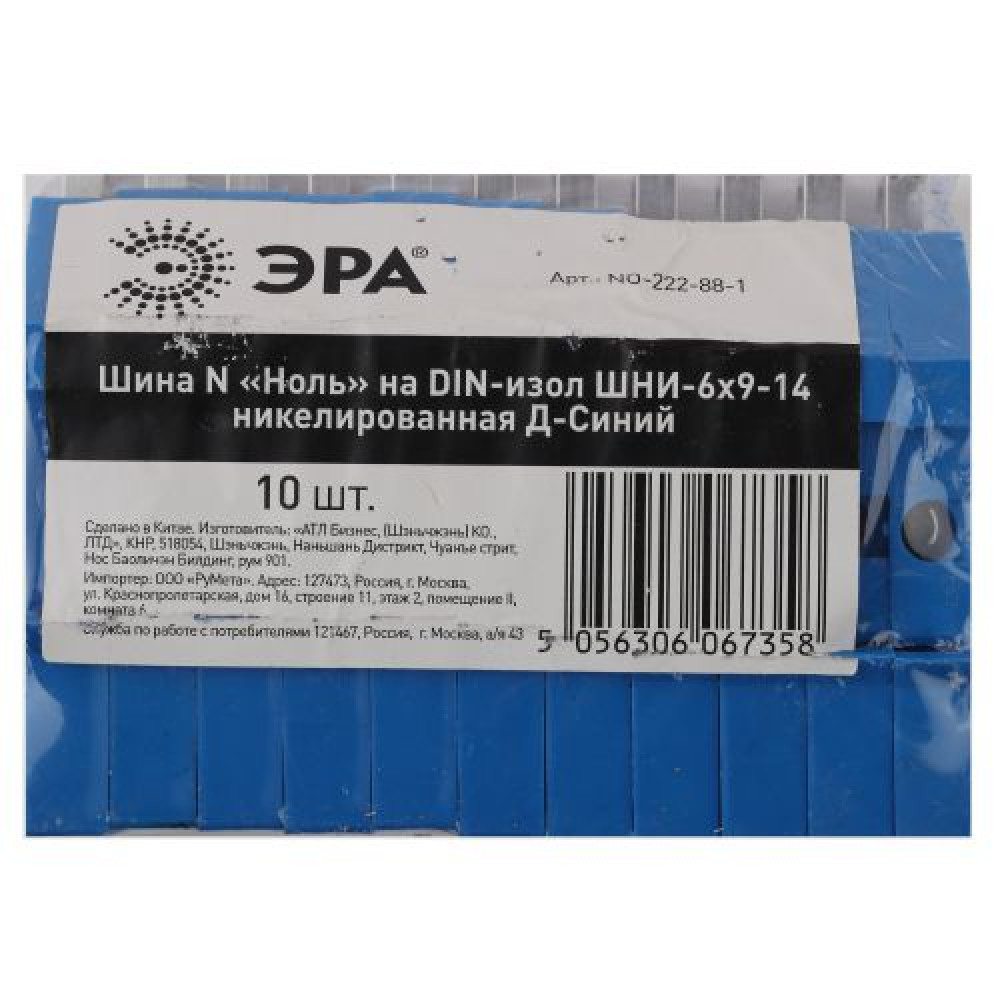 ЭРА®
Арт.: NO-222-88-1
Шина N «Ноль» на DIN-изол ШНИ-6х9-14
никелированная Д-Синий
10 шт.
Сделано в Китае. Изготовитель: «АТЛ Бизнес, (Шэньчжэнь) КО.,
ЛТД», КНР, 518054, Шэньчжэнь, Наньшань Дистрикт, Чуанье стрит,
Нос Баоличэн Билдинг, рум 901.
Импортер: ООО «РуМета». Адрес: 127473, Россия, г. Москва,
ул. Краснопролетарская, дом 16, строение 11, этаж 2, помещение II,
комната 6
Служба по работе с потребителями 121467, Россия, г. Москва, а/я 43
5 056306 067358